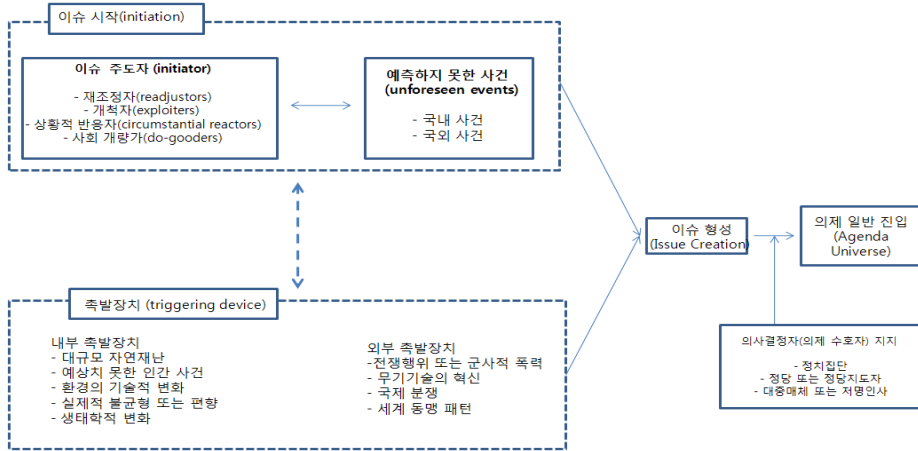 이슈 시작(initiation)
이슈 주도자 (initiator)
- 재조정자(readjustors)
- 개척자(exploiters)
- 상황적 반응자(circumstantial reactors)
- 사회 개량가(do-gooders)
예측하지 못한 사건
(unforeseen events)
- 국내 사건
- 국외 사건
촉발장치 (triggering device)
내부 촉발장치
- 대규모 자연재난
- 예상치 못한 인간 사건
- 환경의 기술적 변화
- 실제적 불균형 또는 편향
- 생태학적 변화
외부 촉발장치
-전쟁행위 또는 군사적 폭력
- 무기기술의 혁신
- 국제 분쟁
- 세계 동맹 패턴
이슈 형성
(Issue Creation)
의제 일반 진입
(Agenda
Universe)
의사결정자(의제 수호자) 지지
- 정치집단
- 정당 또는 정당지도자
- 대중매체 또는 저명인사